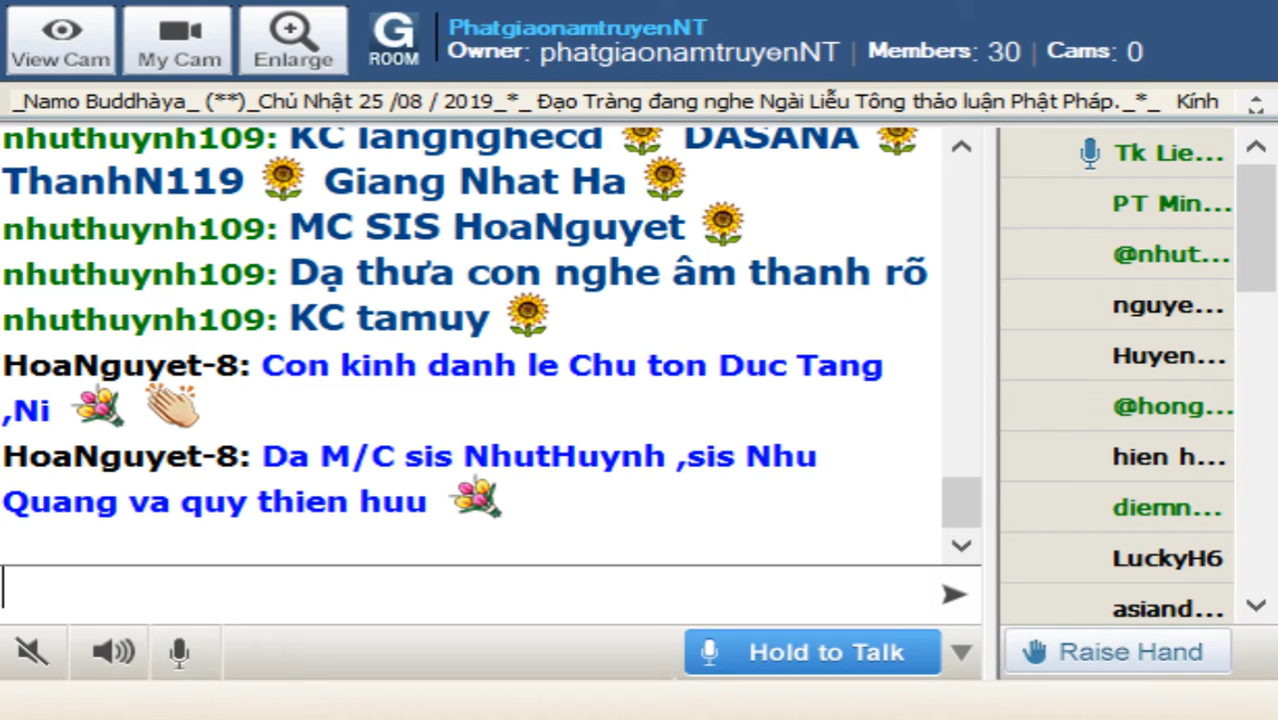 View Cam
My Cam
Enlarge
G
ROOM
PhatgiaonamtruyenNT
Owner: phatgiaonamtruyenNT | Members: 30 | Cams: 0
_Namo Buddhàya_ (**)_Chủ Nhật 25 /08 / 2019_*_ Đạo Tràng đang nghe Ngài Liễu Tông thảo luận Phật Pháp._*_ Kính
nhuthuynh109: KC langnghecd DASANA
ThanhN119 Giang Nhat Ha
nhuthuynh109: MC SIS HoaNguyet
nhuthuynh109: Dạ thưa con nghe âm thanh rõ
nhuthuynh109: KC tamuy
HoaNguyet-8: Con kinh danh le Chu ton Duc Tang
,Ni
HoaNguyet-8: Da M/C sis NhutHuynh ,sis Nhu
Quang va quy thien huu
Tk Lie...
PT Min...
@nhut...
nguye...
Huyen...
@hong...
hien h...
diemn...
LuckyH6
asiand...
Hold to Talk
Raise Hand